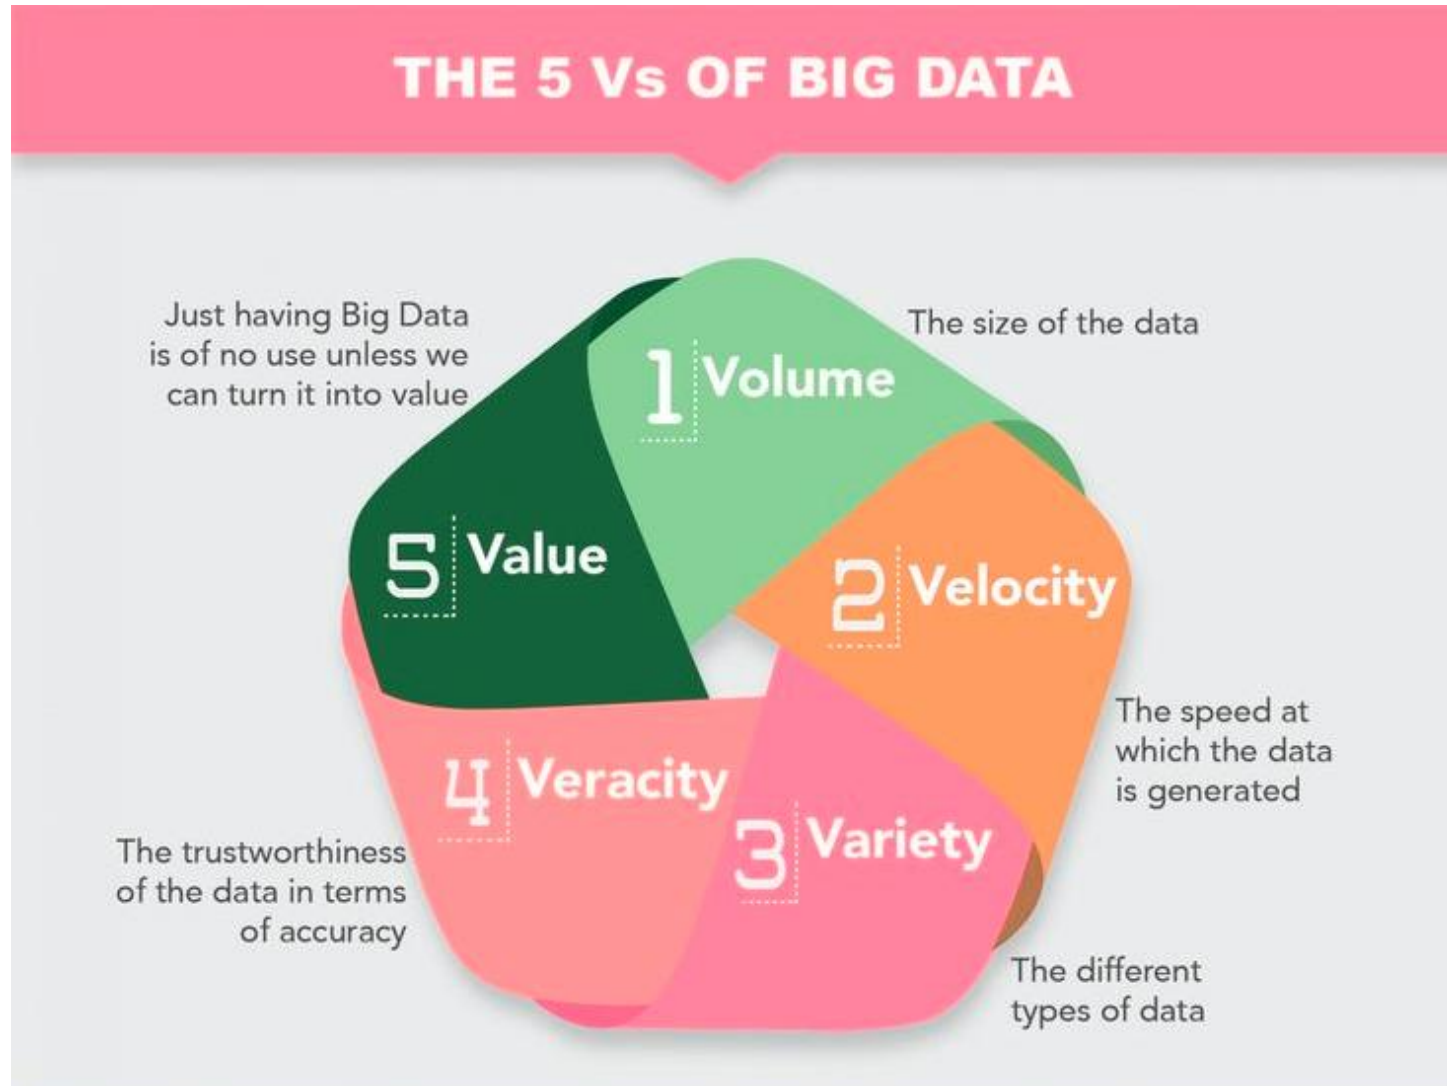 THE 5 Vs OF BIG DATA
1 Volume
The size of the data
2 Velocity
The speed at
which the data
is generated
3 Variety
The different
types of data
4 Veracity
The trustworthiness
of the data in terms
of accuracy
5 Value
Just having Big Data
is of no use unless we
can turn it into value